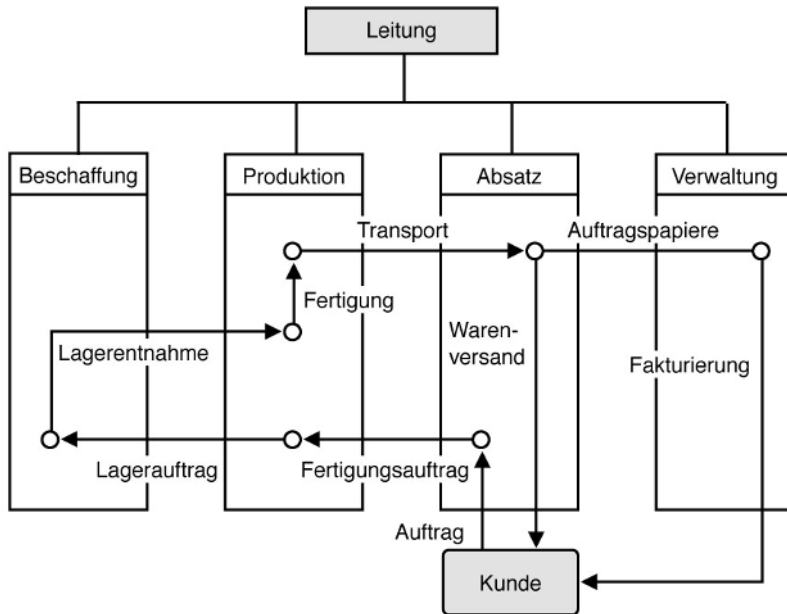 Leitung
Beschaffung
Produktion
Absatz
Verwaltung
Transport
Auftragspapiere
Fertigung
Lagerentnahme
Waren-
versand
Fakturierung
Lagerauftrag
Fertigungsauftrag
Auftrag
Kunde